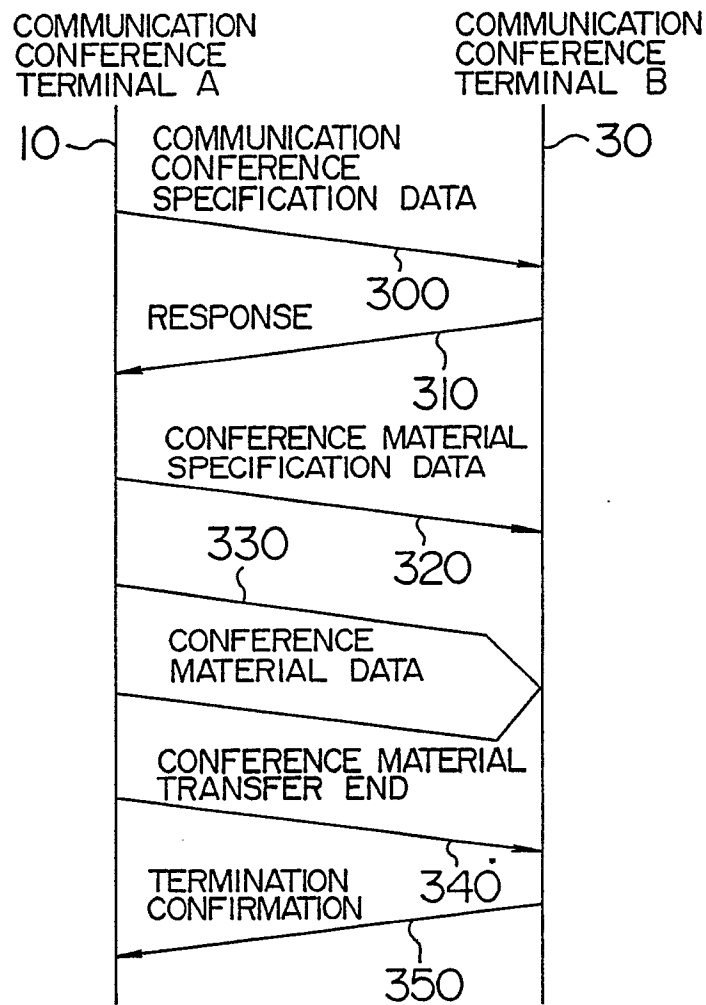 COMMUNICATION
CONFERENCE
TERMINAL A
COMMUNICATION
CONFERENCE
TERMINAL B
10
30
COMMUNICATION
CONFERENCE
SPECIFICATION DATA
300
RESPONSE
310
CONFERENCE MATERIAL
SPECIFICATION DATA
320
330
CONFERENCE
MATERIAL DATA
CONFERENCE MATERIAL
TRANSFER END
340
TERMINATION
CONFIRMATION
350